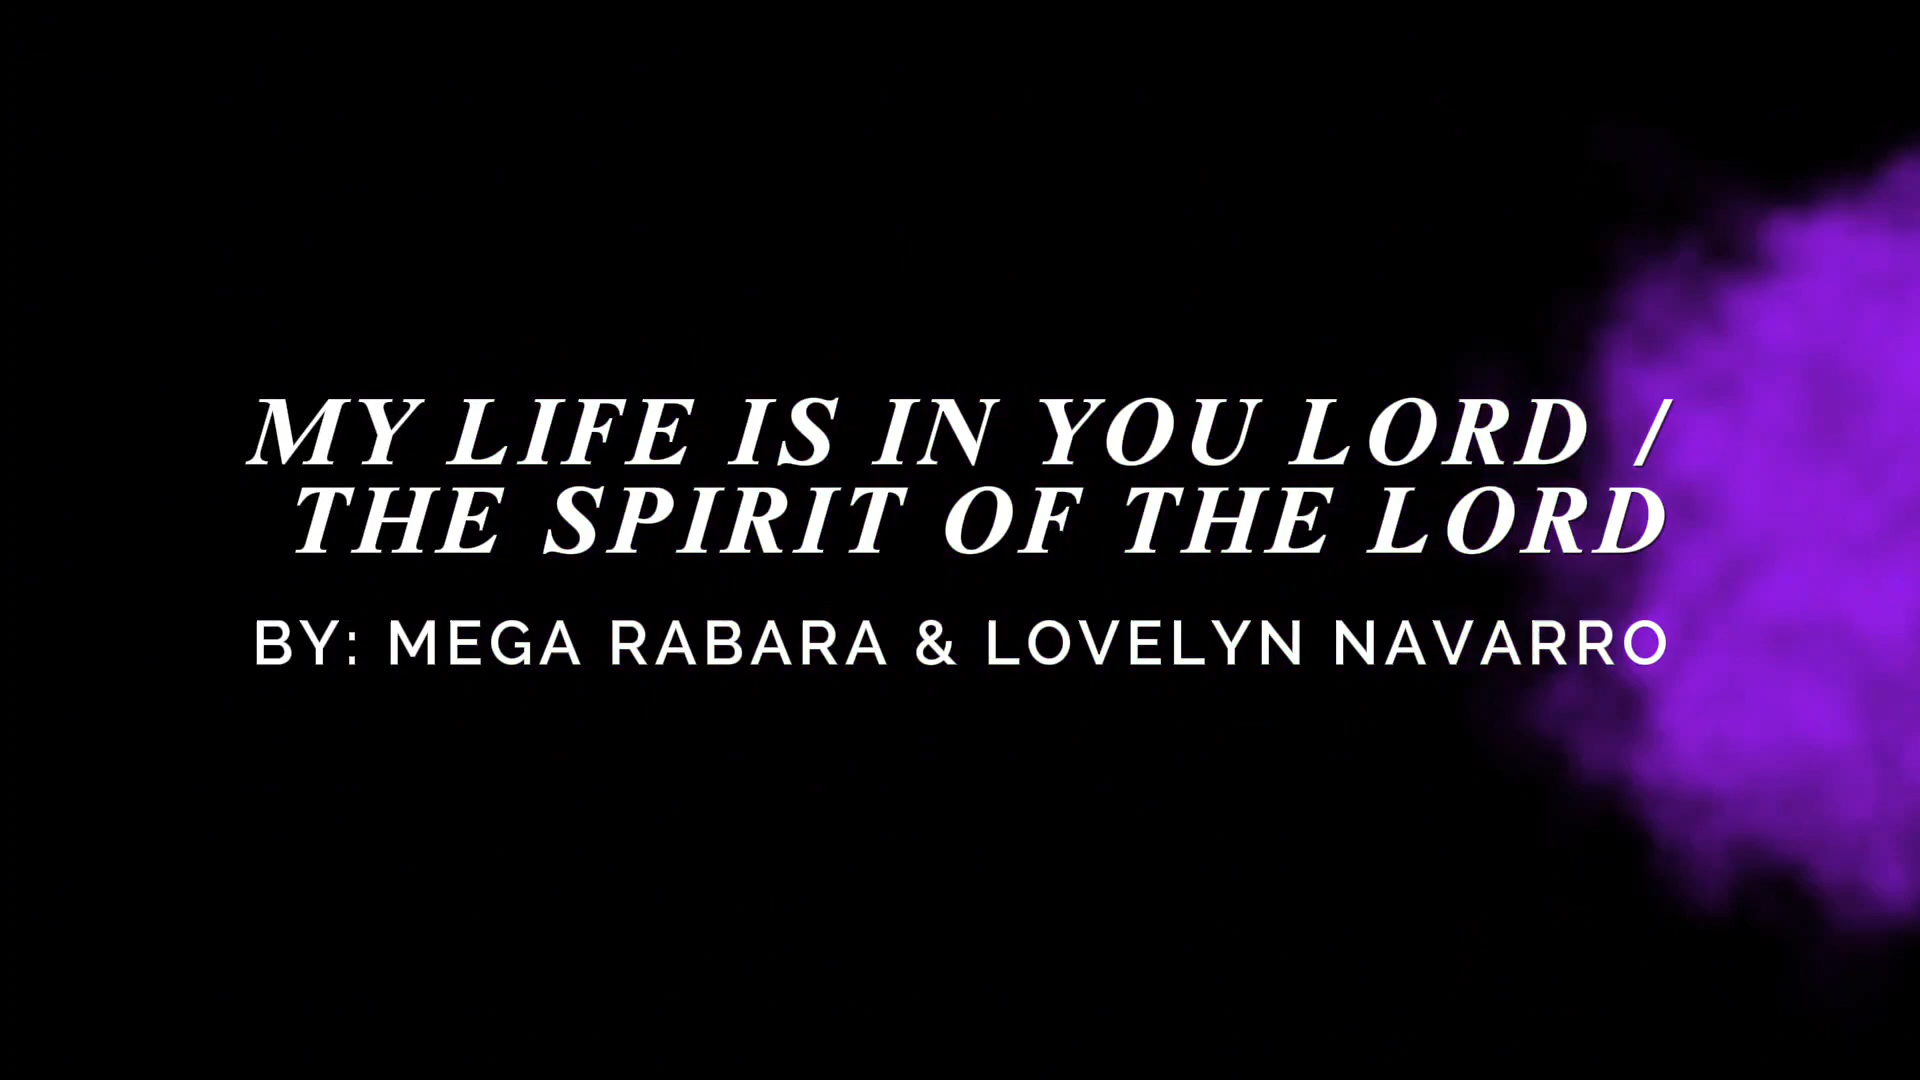 MY LIFE IS IN YOU LORD /
THE SPIRIT OF THE LORD
BY: MEGA RABARA & LOVELYN NAVARRO